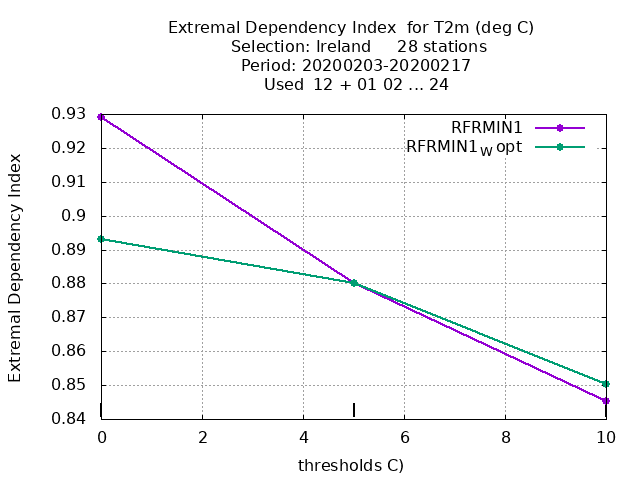 Extremal Dependency Index  for T2m (deg C)
Selection: Ireland     28 stations
Period: 20200203-20200217
Used  12 + 01 02 ... 24
RFRMIN1
RFRMIN1W opt
Extremal Dependency Index
0.93
0.92
0.91
0.9
0.89
0.88
0.87
0.86
0.85
0.84
0 2 4 6 8 10
thresholds C)